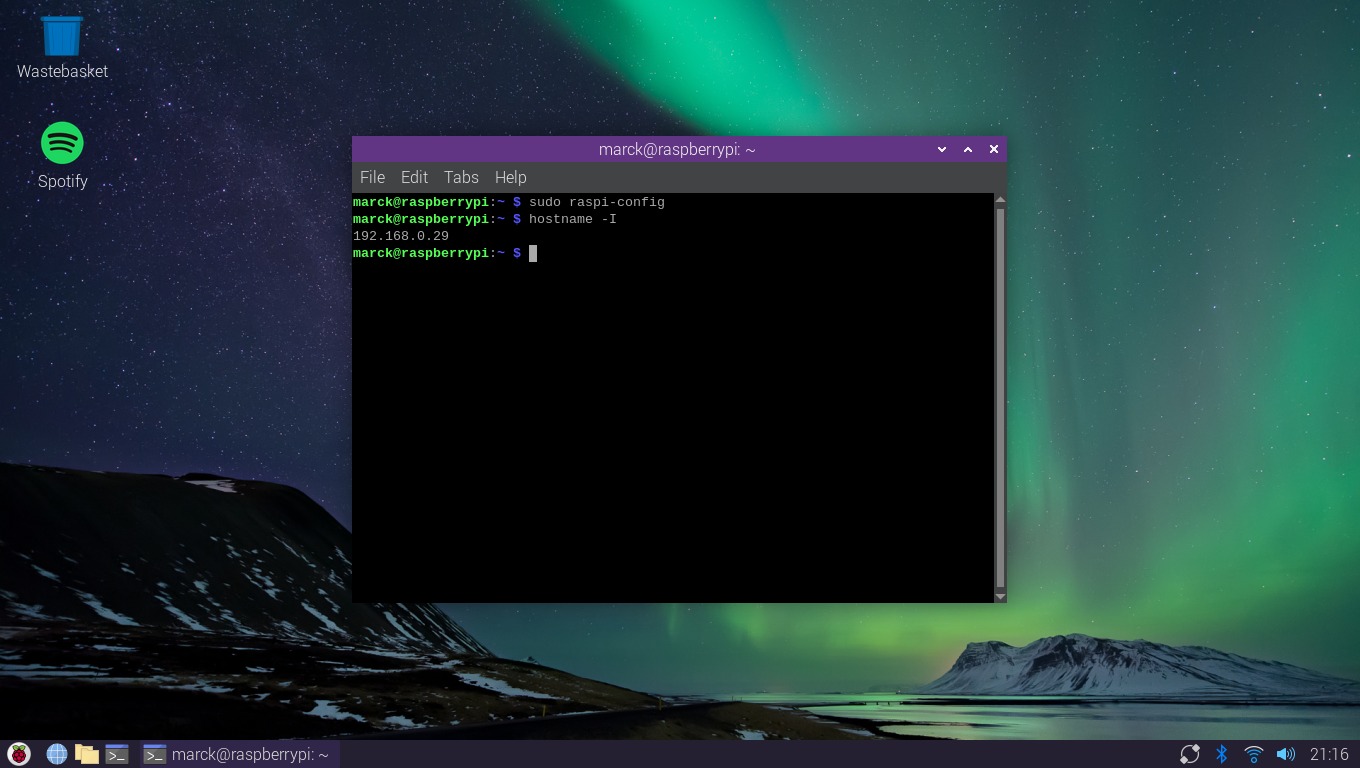 Wastebasket
Spotify
marck@raspberrypi: ~
File Edit Tabs Help
marck@raspberrypi:~ $ sudo raspi-config
marck@raspberrypi:~ $ hostname -I
192.168.0.29
marck@raspberrypi:~ $
>_ >_ marck@raspberrypi: ~ 21:16